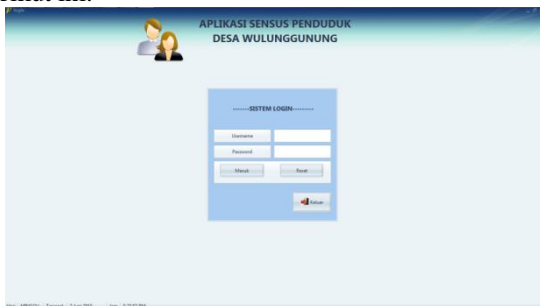 APLIKASI SENSUS PENDUDUK
DESA WULUNGGUNUNG
--------SISTEM LOGIN----------
Username
Password
Masuk Reset
Keluar